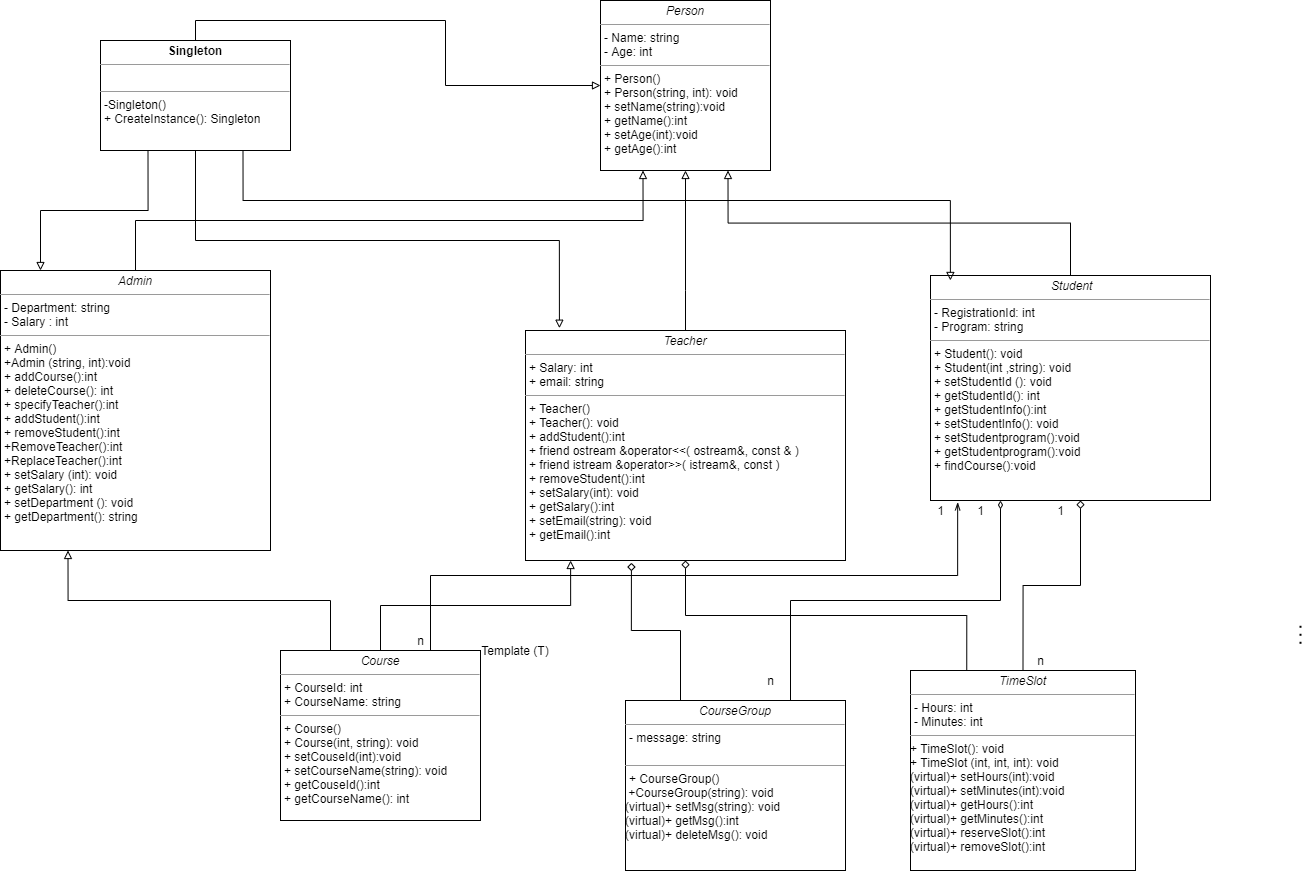 Person
- Name: string
- Age: int
+ Person()
+ Person(string, int): void
+ setName(string):void
+ getName():int
+ setAge(int):void
+ getAge():int
Singleton
-Singleton()
+ CreateInstance(): Singleton
Admin
- Department: string
- Salary : int
+ Admin()
+Admin (string, int):void
+ addCourse():int
+ deleteCourse(): int
+ specifyTeacher():int
+ addStudent():int
+ removeStudent():int
+RemoveTeacher():int
+ReplaceTeacher():int
+ setSalary (int): void
+ getSalary(): int
+ setDepartment (): void
+ getDepartment(): string
Teacher
+ Salary: int
+ email: string
+ Teacher()
+ Teacher(): void
+ addStudent():int
+ friend ostream &operator<<( ostream&, const & )
+ friend istream &operator>>( istream&, const )
+ removeStudent():int
+ setSalary(int): void
+ getSalary():int
+ setEmail(string): void
+ getEmail():int
Student
- RegistrationId: int
- Program: string
+ Student(): void
+ Student(int ,string): void
+ setStudentId (): void
+ getStudentId(): int
+ getStudentInfo():int
+ setStudentInfo(): void
+ setStudentprogram():void
+ getStudentprogram():void
+ findCourse():void
1
1
1
n
Template (T)
n
n
Course
+ CourseId: int
+ CourseName: string
+ Course()
+ Course(int, string): void
+ setCouseId(int):void
+ setCourseName(string): void
+ getCouseId():int
+ getCourseName(): int
CourseGroup
- message: string
+ CourseGroup()
+CourseGroup(string): void
(virtual)+ setMsg(string): void
(virtual)+ getMsg():int
(virtual)+ deleteMsg(): void
TimeSlot
- Hours: int
- Minutes: int
+ TimeSlot(): void
+ TimeSlot (int, int, int): void
(virtual)+ setHours(int):void
(virtual)+ setMinutes(int):void
(virtual)+ getHours():int
(virtual)+ getMinutes():int
(virtual)+ reserveSlot():int
(virtual)+ removeSlot():int